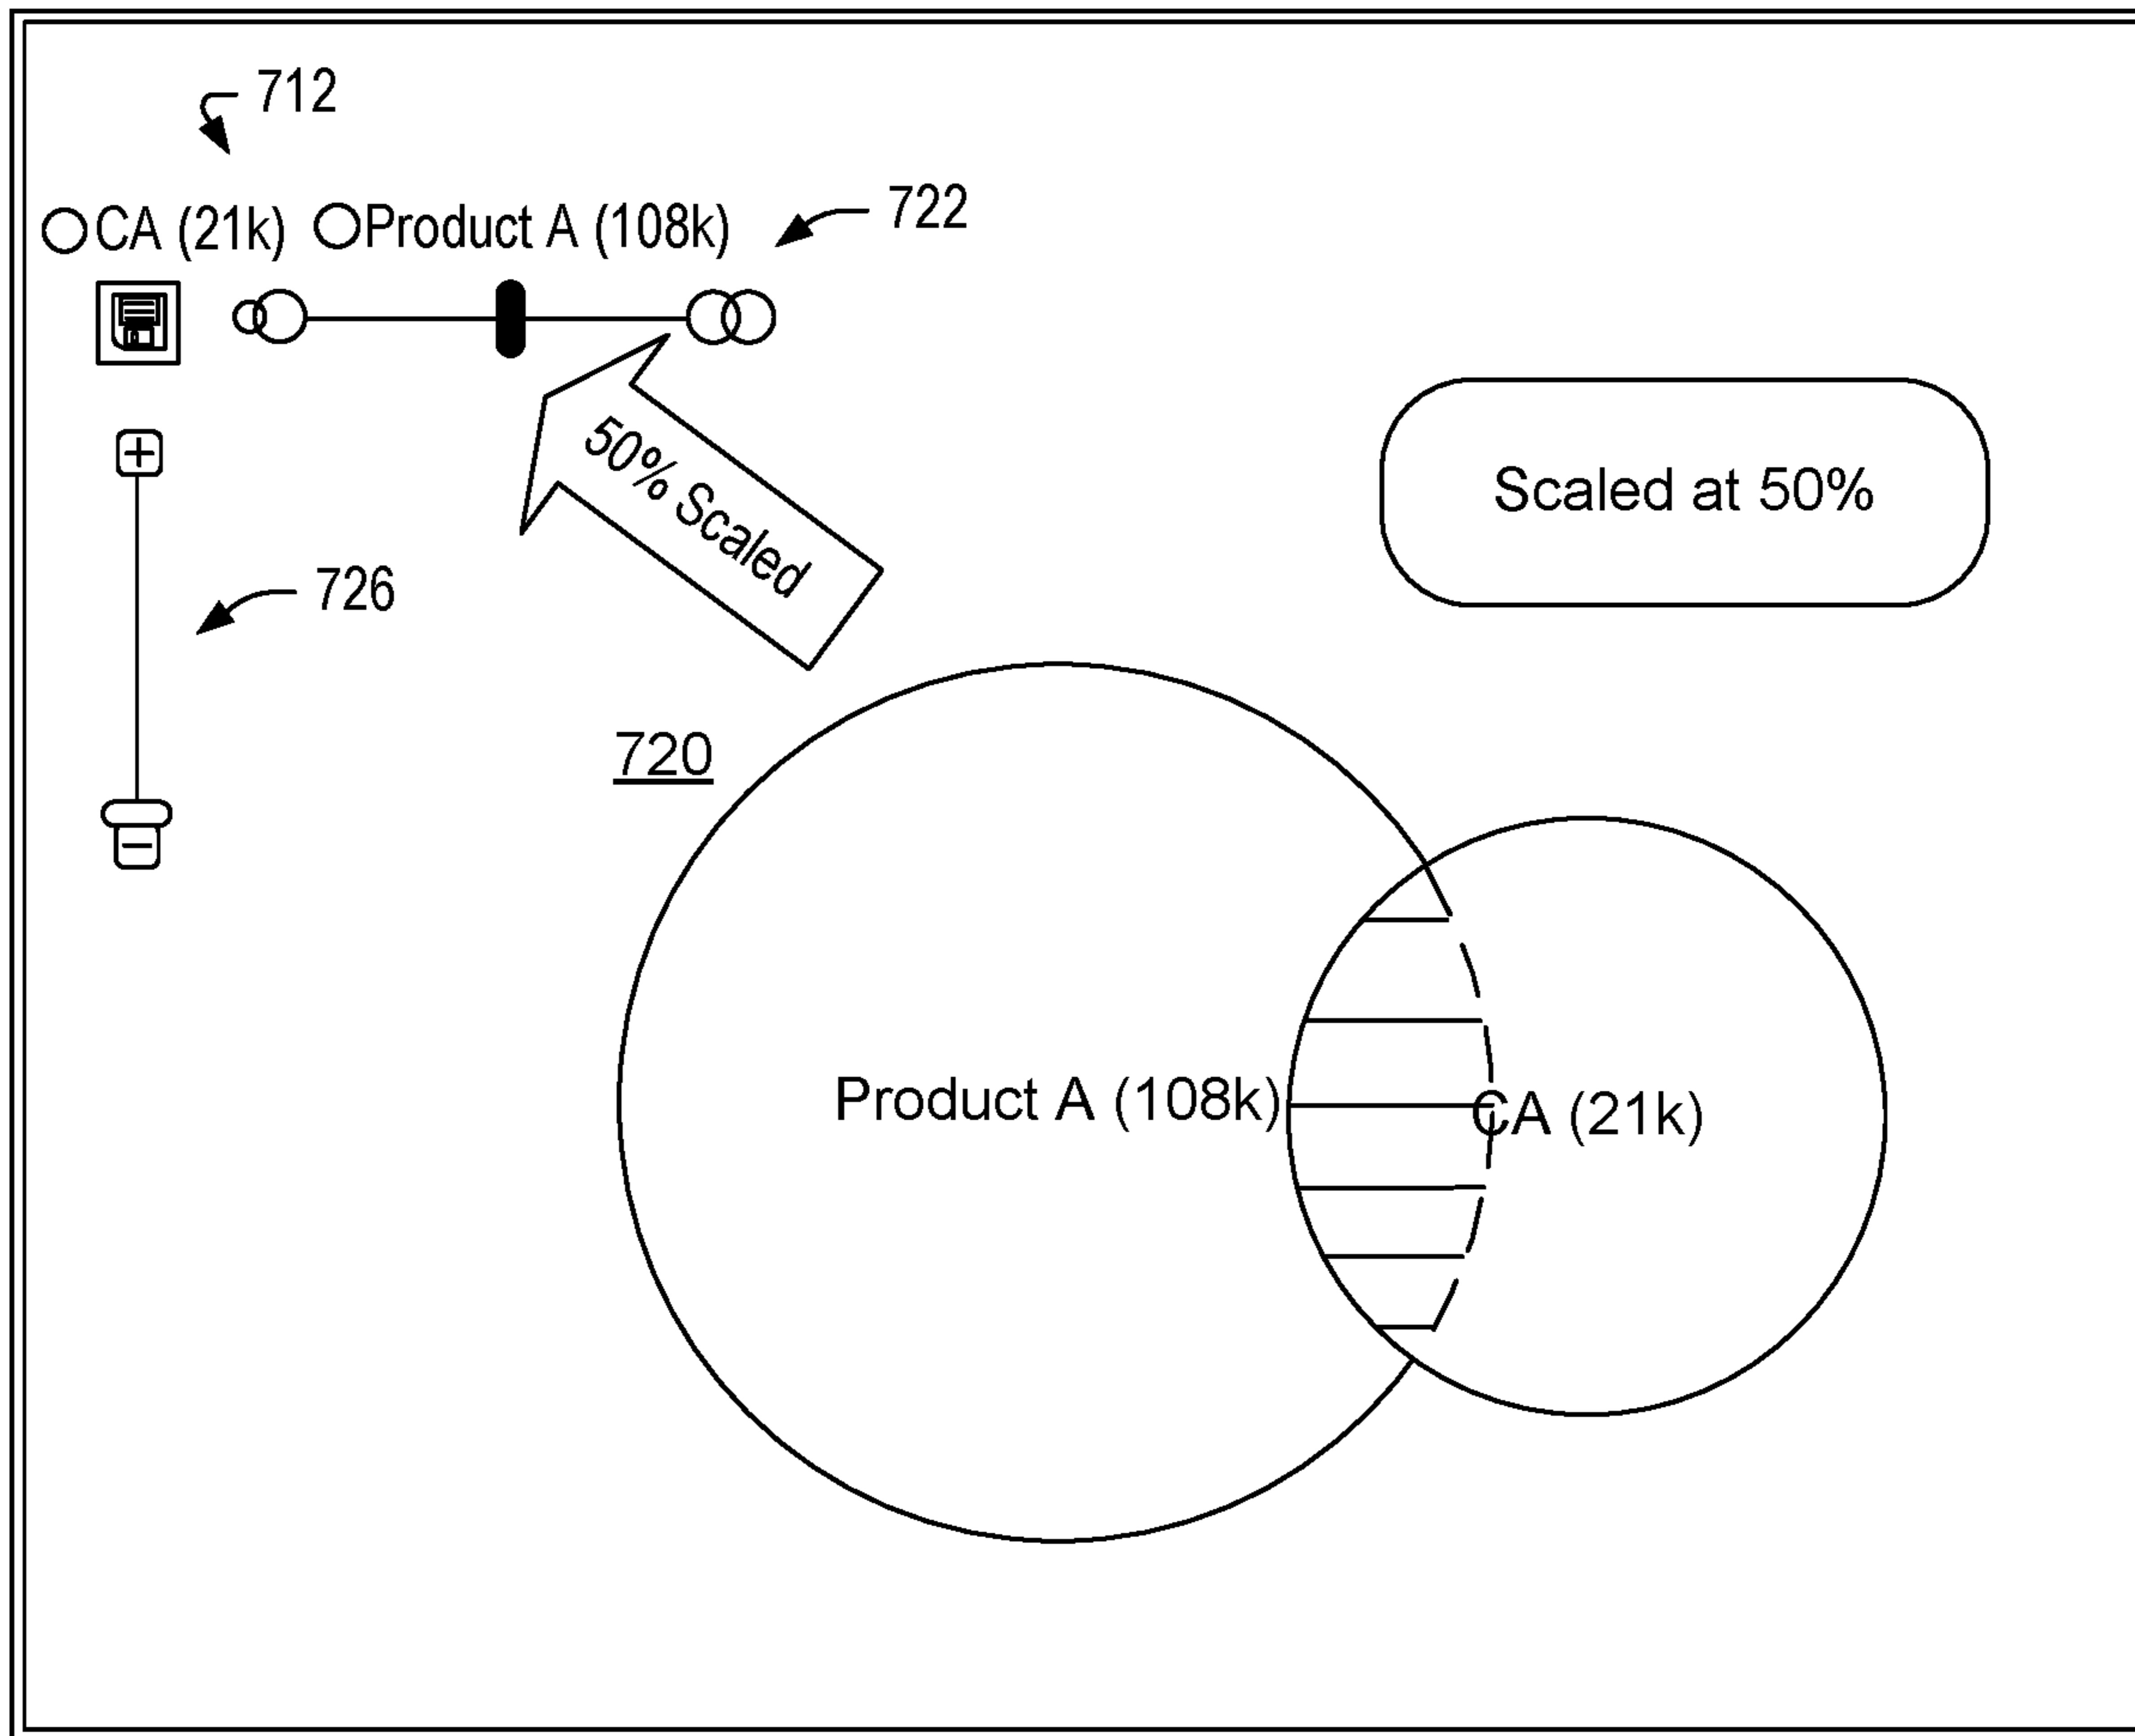 712
CA (21k) Product A (108k)
722
50% Scaled
Scaled at 50%
726
720
Product A (108k)
CA (21k)